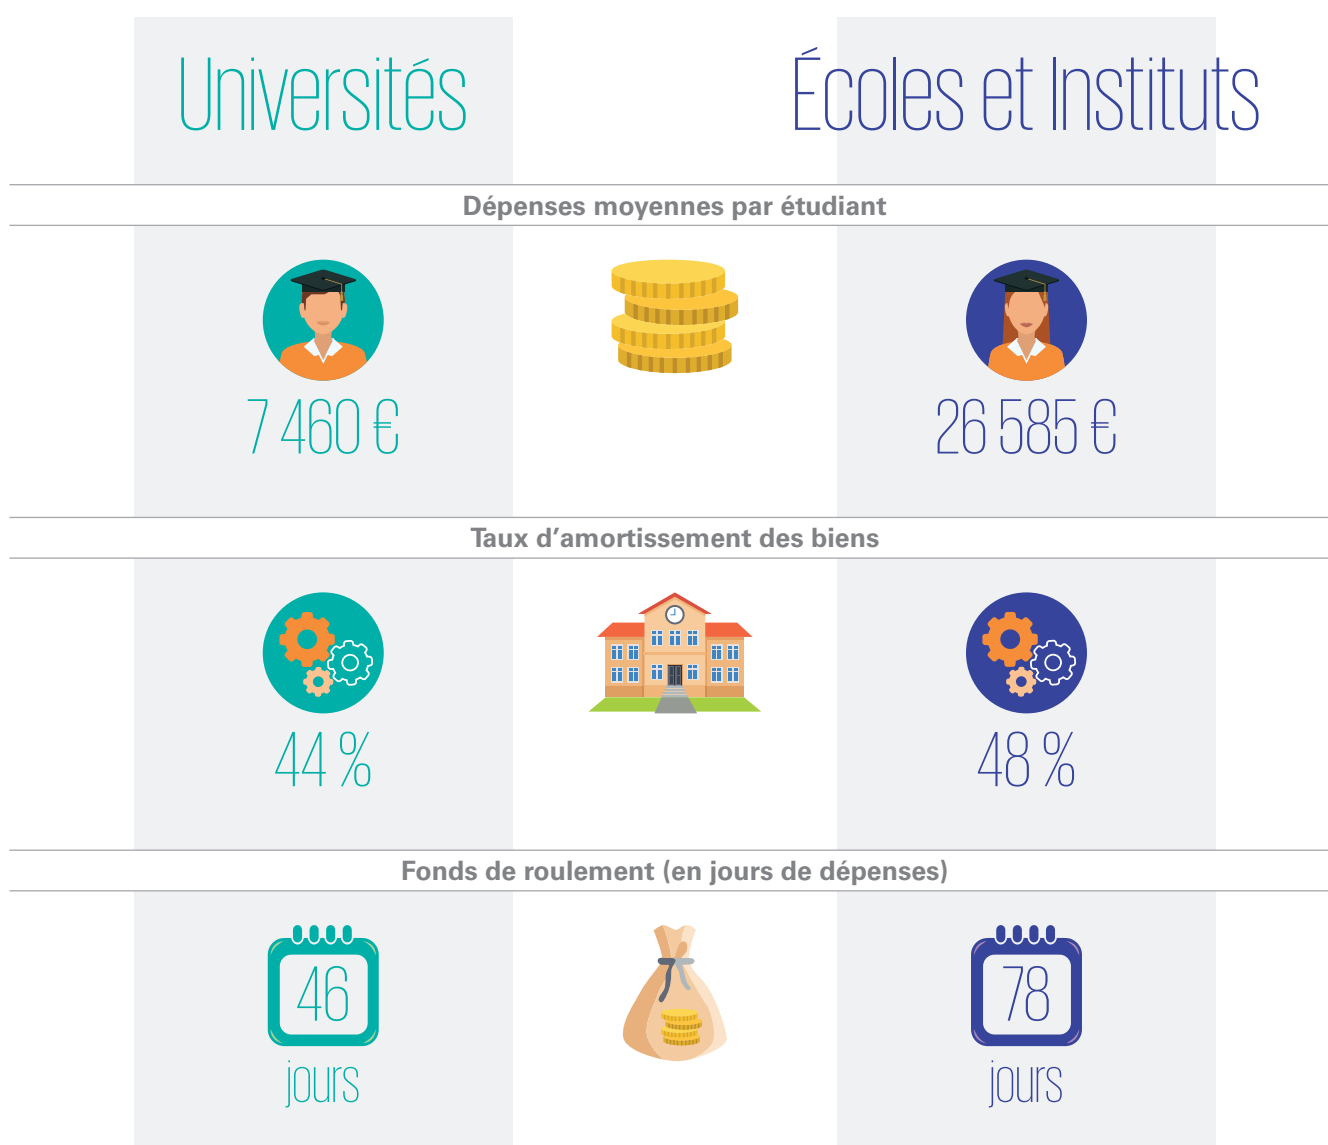 Universités
Écoles et Instituts
Dépenses moyennes par étudiant
7 460 €
26 585 €
Taux d’amortissement des biens
44 %
48 %
Fonds de roulement (en jours de dépenses)
46
78
jours
jours